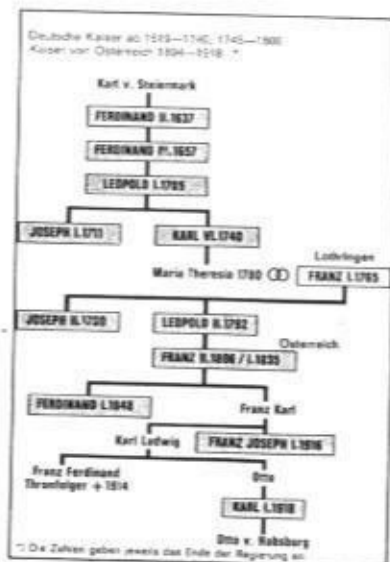 Deutsche Kaiser ab 1519—1740, 1745—1806
Kaiser von Österreich 1804—1918 *)
Karl v. Steiermark
FERDINAND II.1637
FERDINAND III.1657
LEOPOLD I.1705
JOSEPH I.1711
KARL VI.1740
Lothringen
Maria Theresia 1780
FRANZ I.1765
JOSEPH II.1790
LEOPOLD II.1792
Österreich
FRANZ II.1806 / I.1835
FERDINAND I.1848
Franz Karl
Karl Ludwig
FRANZ JOSEPH I.1916
Franz Ferdinand
Thronfolger + 1914
Otto
KARL I.1918
Otto v. Habsburg
*) Die Zahlen geben jeweils das Ende der Regierung an